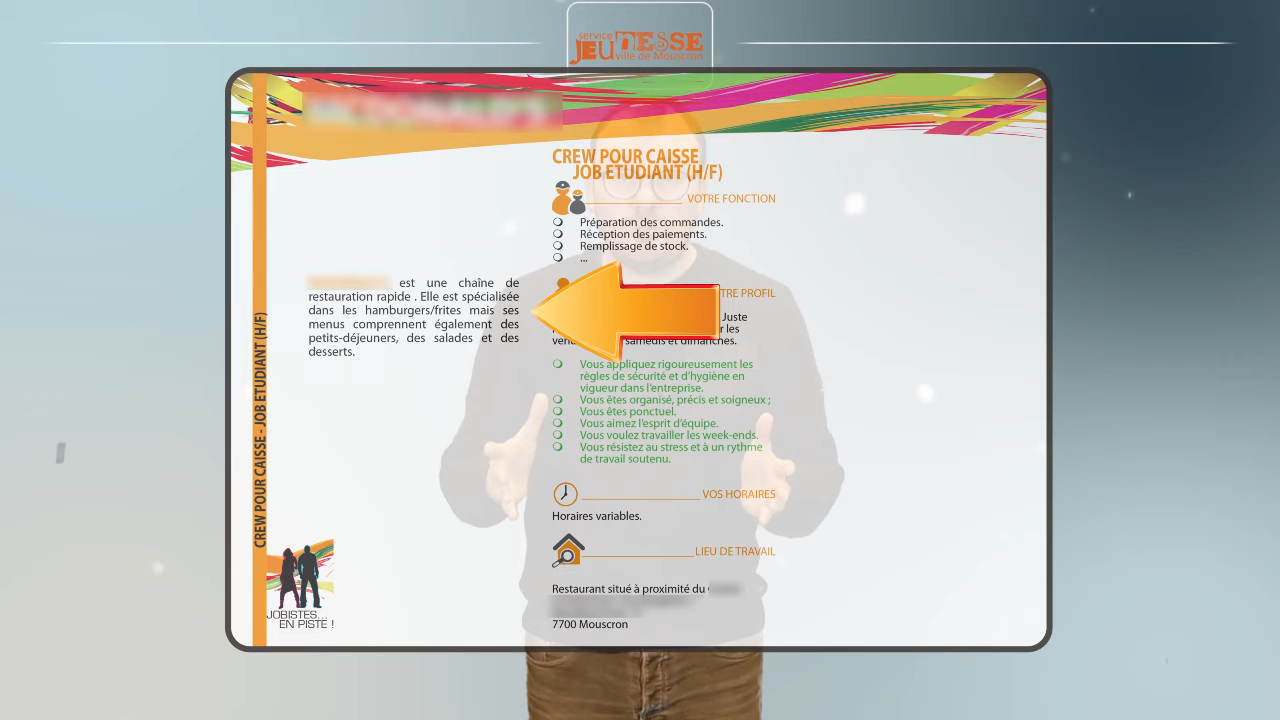 service
JEUNESSE
ville de Mouscron
CREW POUR CAISSE
JOB ETUDIANT (H/F)
VOTRE FONCTION
Préparation des commandes.
Réception des paiements.
Remplissage de stock.
...
est une chaîne de
restauration rapide . Elle est spécialisée
dans les hamburgers/frites mais ses
menus comprennent également des
petits-déjeuners, des salades et des
desserts.
PROFIL
Juste
les
samedis et dimanches.
Vous appliquez rigoureusement les
règles de sécurité et d'hygiène en
vigueur dans l'entreprise.
Vous êtes organisé, précis et soigneux ;
Vous êtes ponctuel.
Vous aimez l'esprit d'équipe.
Vous voulez travailler les week-ends.
Vous résistez au stress et à un rythme
de travail soutenu.
VOS HORAIRES
Horaires variables.
LIEU DE TRAVAIL
Restaurant situé à proximité du
7700 Mouscron
CREW POUR CAISSE - JOB ETUDIANT (H/F)
JOBISTES...
EN PISTE !